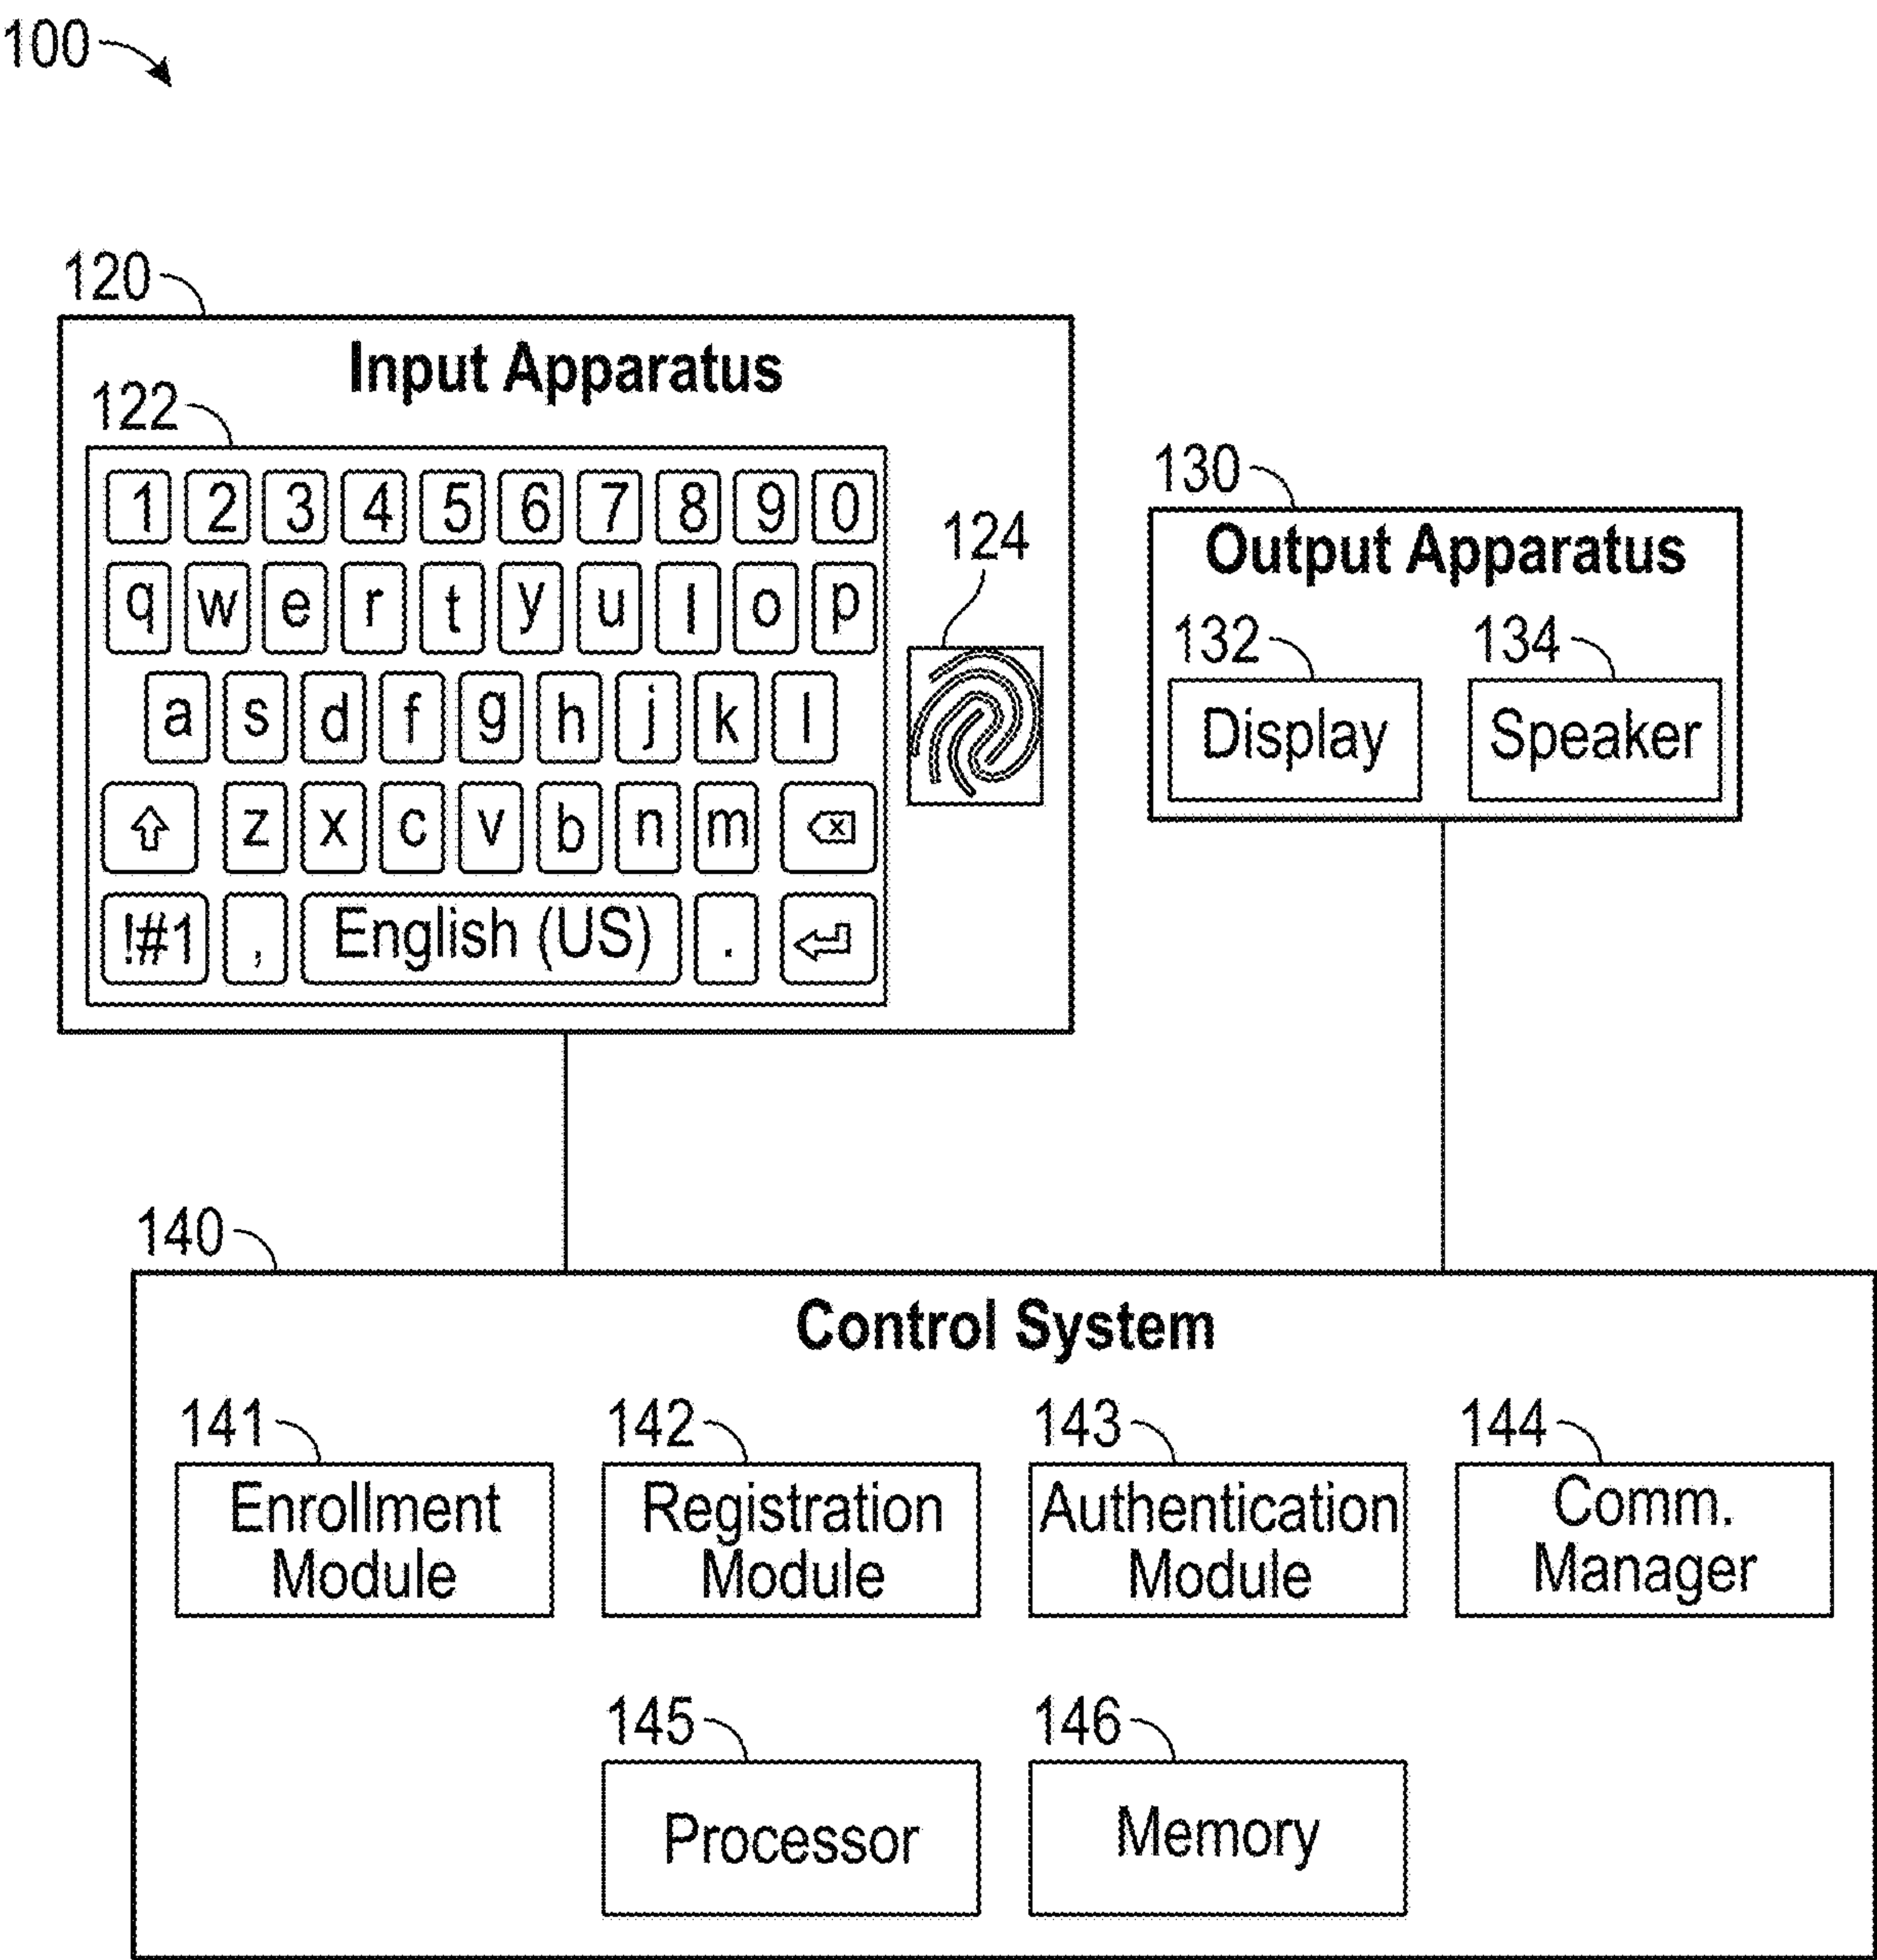 100
120
Input Apparatus
122
1 2 3 4 5 6 7 8 9 0
q w e r t y u I o p
a s d f g h j k l
z x c v b n m
!#1 , English (US) .
124
130
Output Apparatus
132 134
Display Speaker
140
Control System
141 142 143 144
Enrollment Module
Registration Module
Authentication Module
Comm. Manager
145 146
Processor Memory